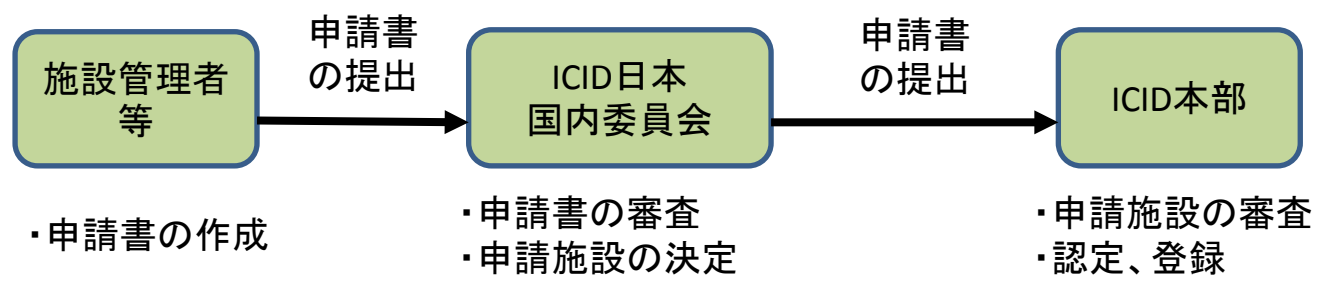 申請書
の提出
申請書
の提出
施設管理者
等
ICID日本
国内委員会
ICID本部
・申請書の作成
・申請書の審査
・申請施設の決定
・申請施設の審査
・認定、登録